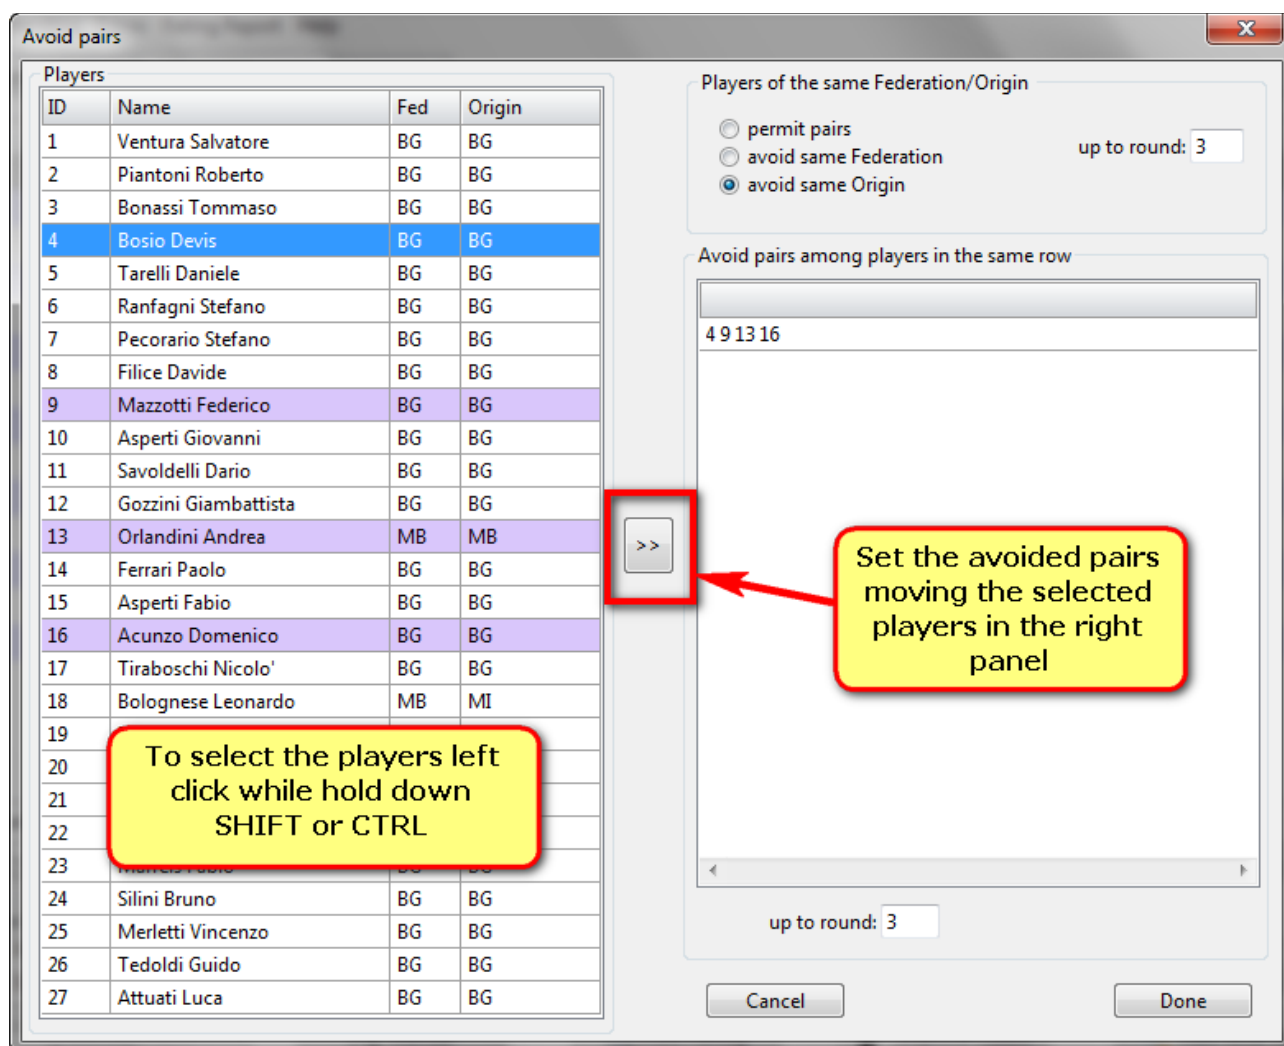 Avoid pairs
Players
ID Name Fed Origin
1 Ventura Salvatore BG BG
2 Piantoni Roberto BG BG
3 Bonassi Tommaso BG BG
4 Bosio Devis BG BG
5 Tarelli Daniele BG BG
6 Ranfagni Stefano BG BG
7 Pecorario Stefano BG BG
8 Filice Davide BG BG
9 Mazzotti Federico BG BG
10 Asperti Giovanni BG BG
11 Savoldelli Dario BG BG
12 Gozzini Giambattista BG BG
13 Orlandini Andrea MB MB
14 Ferrari Paolo BG BG
15 Asperti Fabio BG BG
16 Acunzo Domenico BG BG
17 Tiraboschi Nicolo' BG BG
18 Bolognese Leonardo MB MI
19
20
21
22
23
24 Silini Bruno BG BG
25 Merletti Vincenzo BG BG
26 Tedoldi Guido BG BG
27 Attuati Luca BG BG
To select the players left
click while hold down
SHIFT or CTRL
>>
Players of the same Federation/Origin
permit pairs
avoid same Federation
avoid same Origin
up to round: 3
Avoid pairs among players in the same row
4 9 13 16
Set the avoided pairs
moving the selected
players in the right
panel
up to round: 3
Cancel Done